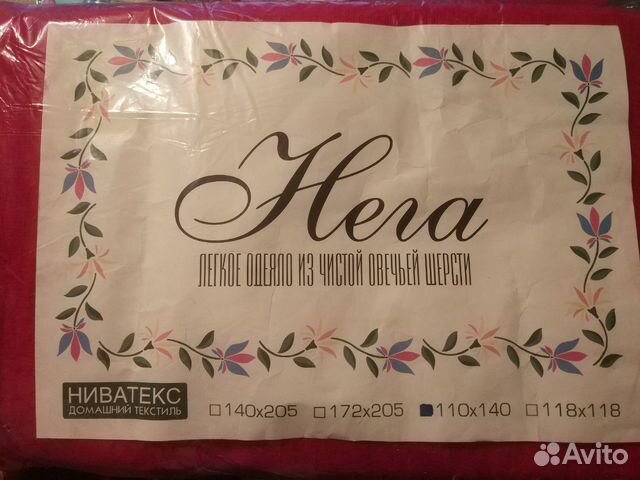 Нега
ЛЕГКОЕ ОДЕЯЛО ИЗ ЧИСТОЙ ОВЕЧЬЕЙ ШЕРСТИ
НИВАТЕКС
ДОМАШНИЙ ТЕКСТИЛЬ
140x205 172x205 110x140 118x118
Avito